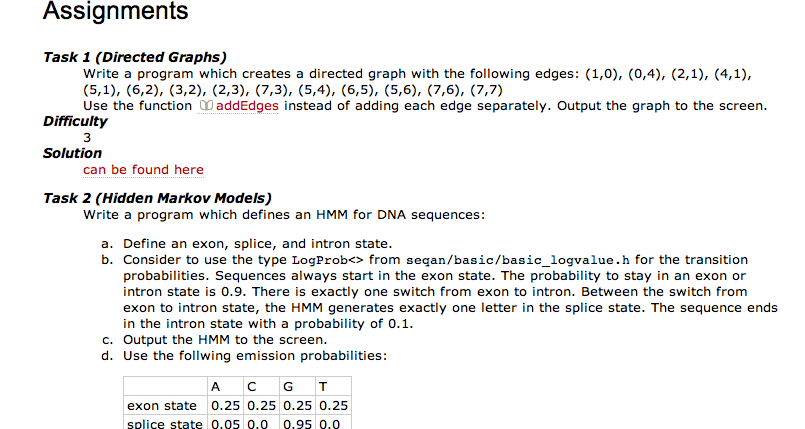 Assignments
Task 1 (Directed Graphs)
Write a program which creates a directed graph with the following edges: (1,0), (0,4), (2,1), (4,1),
(5,1), (6,2), (3,2), (2,3), (7,3), (5,4), (6,5), (5,6), (7,6), (7,7)
Use the function addEdges instead of adding each edge separately. Output the graph to the screen.
Difficulty
3
Solution
can be found here
Task 2 (Hidden Markov Models)
Write a program which defines an HMM for DNA sequences:
a. Define an exon, splice, and intron state.
b. Consider to use the type LogProb<> from seqan/basic/basic_logvalue.h for the transition
probabilities. Sequences always start in the exon state. The probability to stay in an exon or
intron state is 0.9. There is exactly one switch from exon to intron. Between the switch from
exon to intron state, the HMM generates exactly one letter in the splice state. The sequence ends
in the intron state with a probability of 0.1.
c. Output the HMM to the screen.
d. Use the follwing emission probabilities:
A C G T
exon state 0.25 0.25 0.25 0.25
splice state 0.05 0.0 0.95 0.0